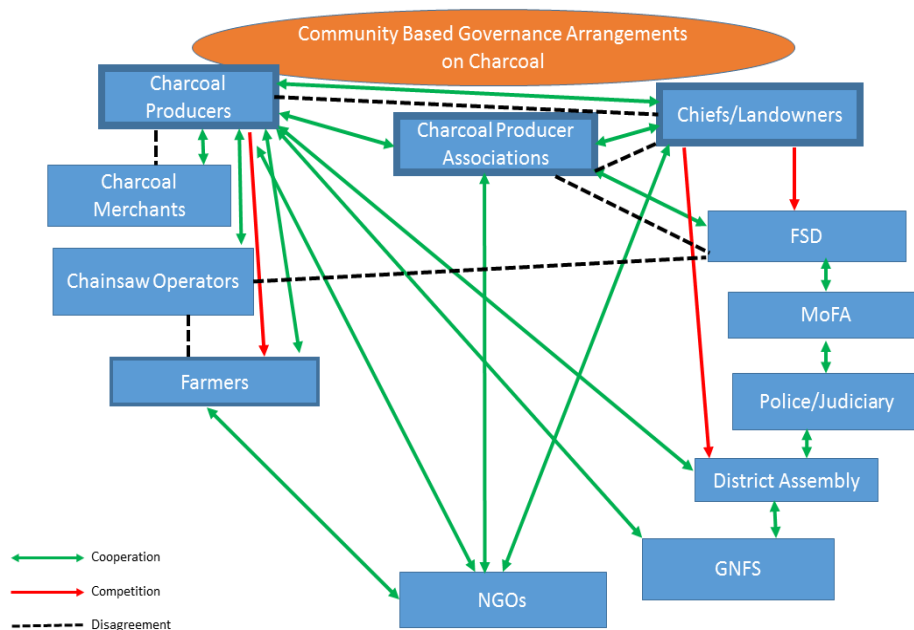 Community Based Governance Arrangements
on Charcoal
Charcoal
Producers
Chiefs/Landowners
Charcoal Producer
Associations
Charcoal
Merchants
FSD
Chainsaw Operators
MoFA
Farmers
Police/Judiciary
District Assembly
GNFS
NGOs
Cooperation
Competition
Disagreement